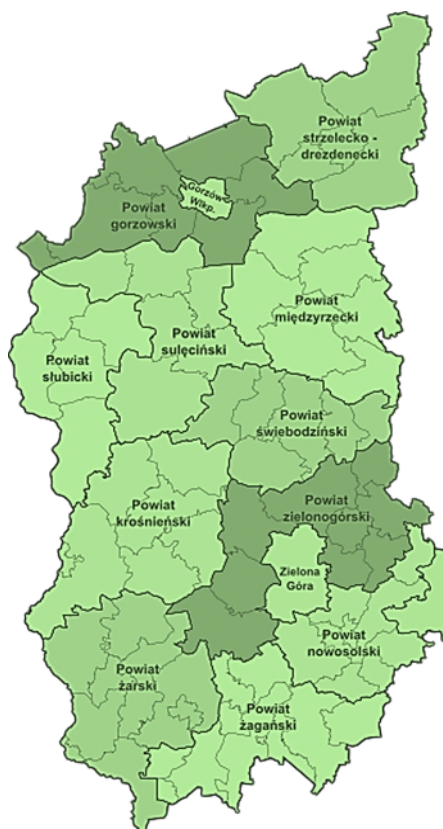 Powiat
strzelecko -
drezdenecki
Gorzów
Wlkp.
Powiat
gorzowski
Powiat
międzyrzecki
Powiat
sulęciński
Powiat
słubicki
Powiat
świebodziński
Powiat
krośnieński
Powiat
zielonogórski
Zielona
Góra
Powiat
nowosolski
Powiat
żarski
Powiat
żagański